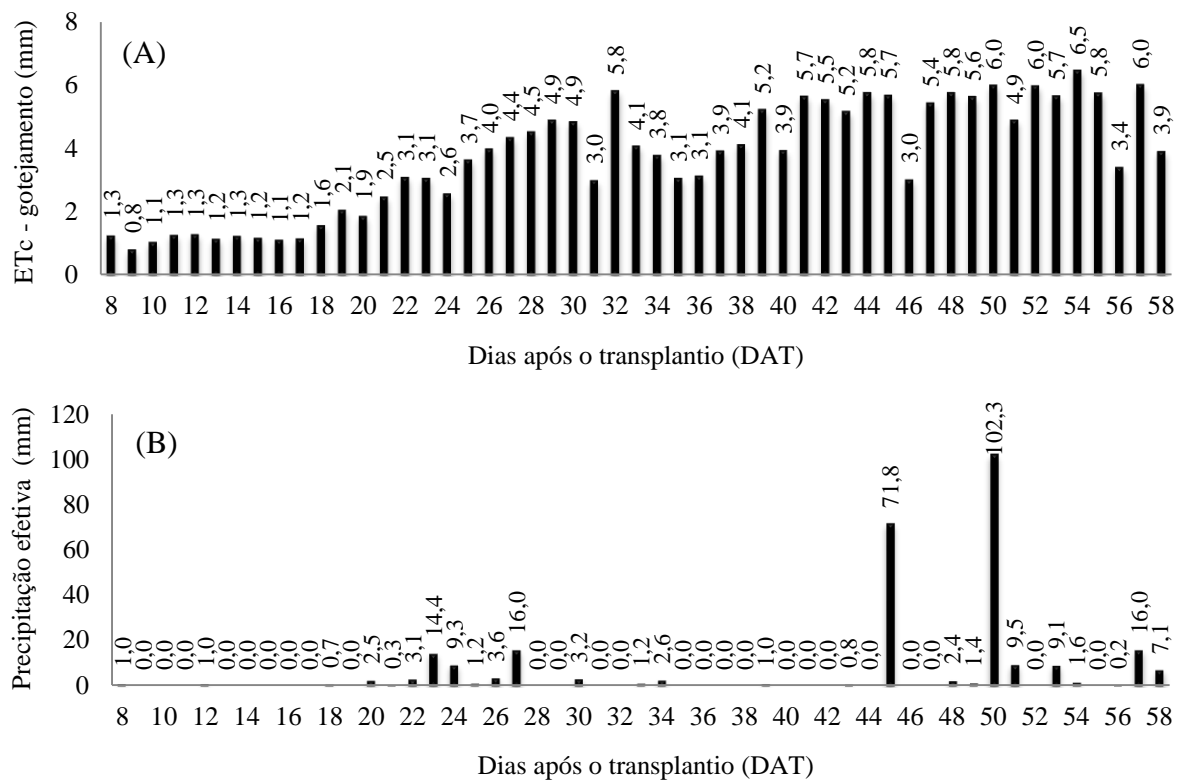 (A)
ETc - gotejamento (mm)
8
6
4
2
0
1,3 0,8 1,1 1,3 1,3 1,2 1,3 1,2 1,1 1,2 1,6 2,1 1,9 2,5 3,1 3,1 2,6 3,7 4,0 4,4 4,5 4,9 4,9 3,0 5,8 4,1 3,8 3,1 3,1 3,9 4,1 5,2 3,9 5,7 5,5 5,2 5,8 5,7 3,0 5,4 5,8 5,6 6,0 4,9 6,0 5,7 6,5 5,8 3,4 6,0 3,9
8 10 12 14 16 18 20 22 24 26 28 30 32 34 36 38 40 42 44 46 48 50 52 54 56 58
Dias após o transplantio (DAT)
(B)
Precipitação efetiva (mm)
120
100
80
60
40
20
0
1,0 0,0 0,0 0,0 1,0 0,0 0,0 0,0 0,0 0,0 0,7 0,0 2,5 0,3 3,1 14,4 9,3 1,2 3,6 16,0 0,0 0,0 3,2 0,0 0,0 1,2 2,6 0,0 0,0 0,0 0,0 1,0 0,0 0,0 0,0 0,8 0,0 71,8 0,0 0,0 2,4 1,4 102,3 9,5 0,0 9,1 1,6 0,0 0,2 16,0 7,1
8 10 12 14 16 18 20 22 24 26 28 30 32 34 36 38 40 42 44 46 48 50 52 54 56 58
Dias após o transplantio (DAT)